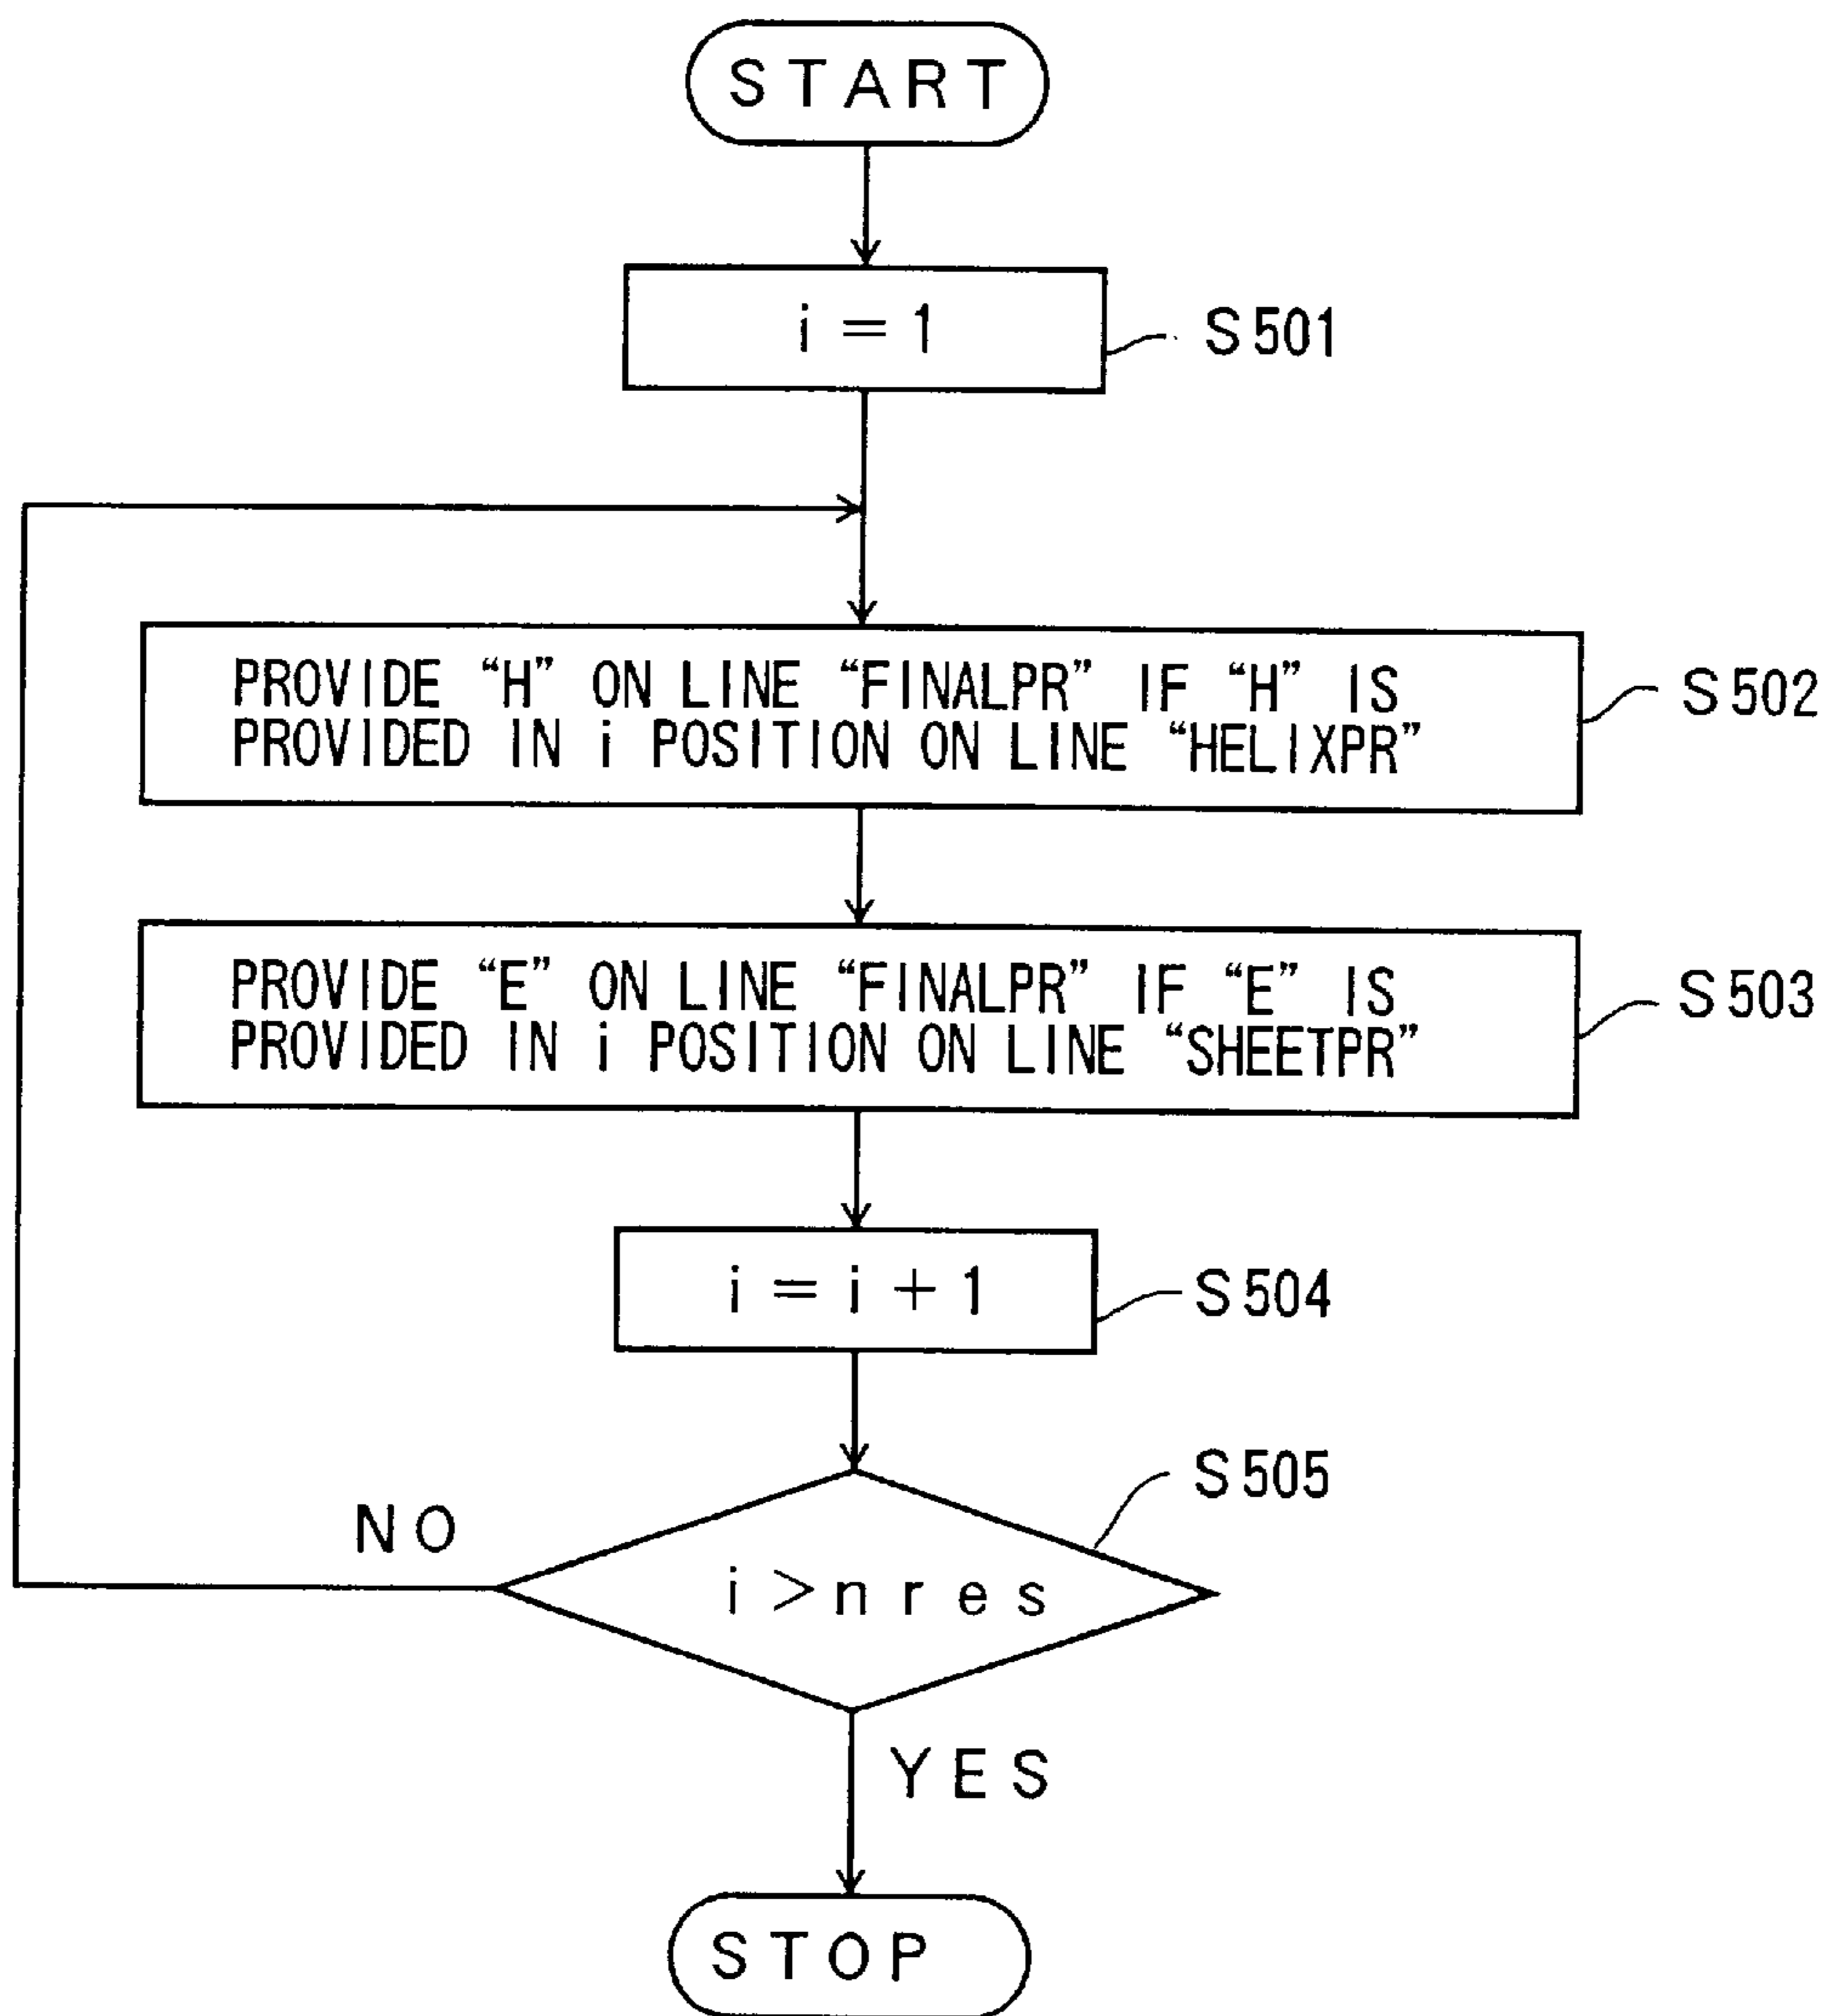 START
i = 1
S501
PROVIDE “H” ON LINE “FINALPR” IF “H” IS
PROVIDED IN i POSITION ON LINE “HELIXPR”
S502
PROVIDE “E” ON LINE “FINALPR” IF “E” IS
PROVIDED IN i POSITION ON LINE “SHEETPR”
S503
i = i + 1
S504
S505
NO
i > nres
YES
STOP